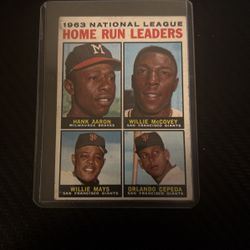 1963 NATIONAL LEAGUE
HOME RUN LEADERS
HANK AARON
MILWAUKEE BRAVES
WILLIE McCOVEY
SAN FRANCISCO GIANTS
WILLIE MAYS
SAN FRANCISCO GIANTS
ORLANDO CEPEDA
SAN FRANCISCO GIANTS